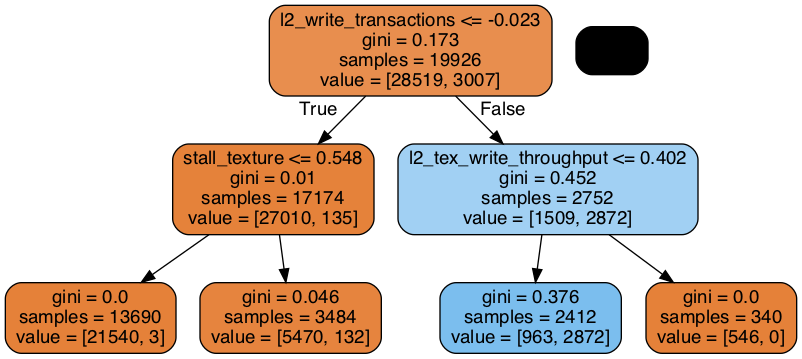 l2_write_transactions <= -0.023
gini = 0.173
samples = 19926
value = [28519, 3007]
True
False
stall_texture <= 0.548
gini = 0.01
samples = 17174
value = [27010, 135]
l2_tex_write_throughput <= 0.402
gini = 0.452
samples = 2752
value = [1509, 2872]
gini = 0.0
samples = 13690
value = [21540, 3]
gini = 0.046
samples = 3484
value = [5470, 132]
gini = 0.376
samples = 2412
value = [963, 2872]
gini = 0.0
samples = 340
value = [546, 0]